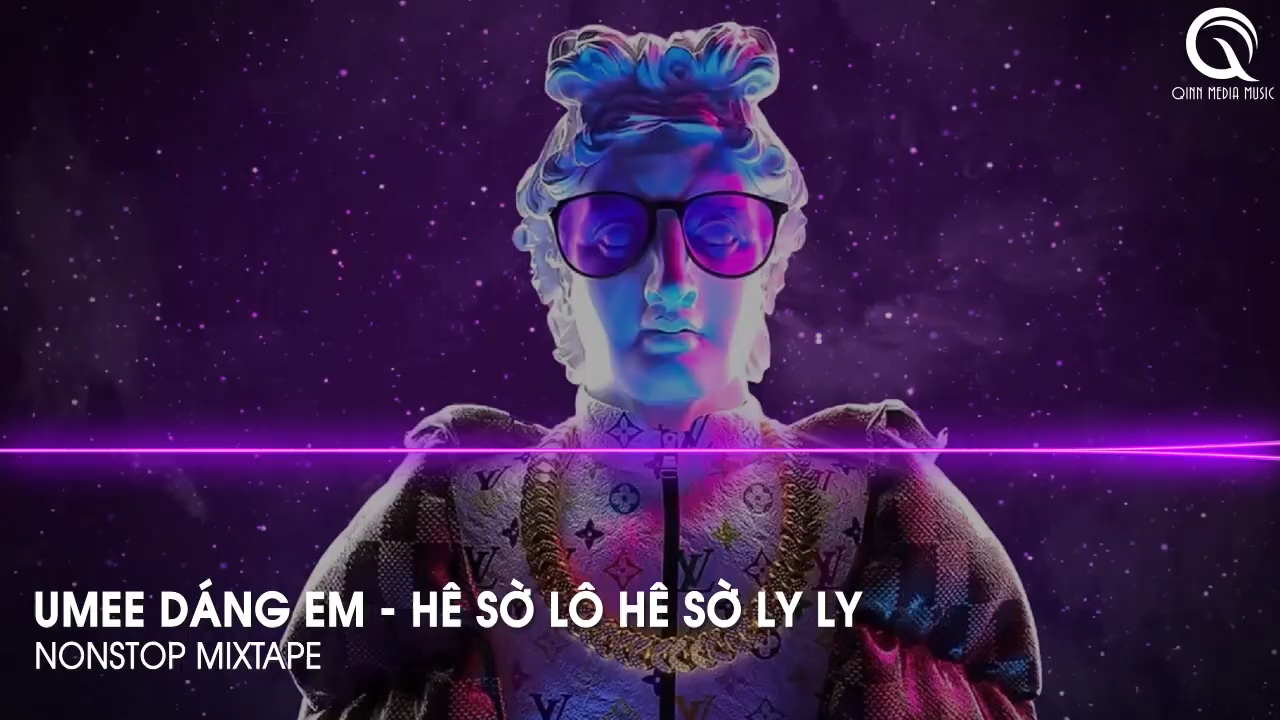 QINN MEDIA MUSIC
UMEE DÁNG EM - HÊ SỜ LÔ HÊ SỜ LY LY
NONSTOP MIXTAPE